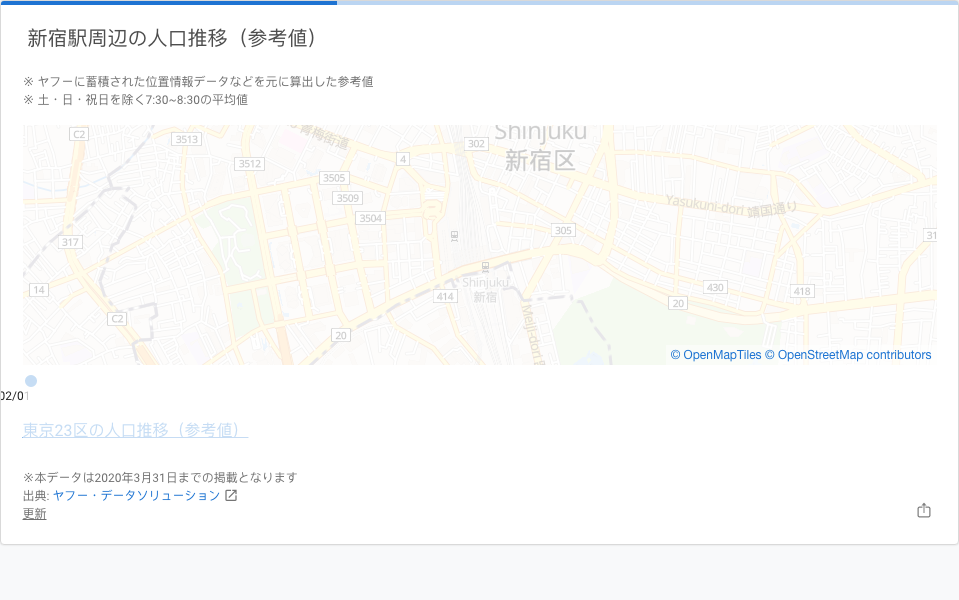 新宿駅周辺の人口推移（参考値）
※ ヤフーに蓄積された位置情報データなどを元に算出した参考値
※ 土・日・祝日を除く7:30~8:30の平均値
C2
3513
青梅街道
302
Shinjuku
新宿区
4
3512
3505
3509
3504
Yasukuni-dori 靖国通り
305
317
31
Shinjuku
新宿
14
414
430
418
20
C2
20
Meiji-dori
© OpenMapTiles © OpenStreetMap contributors
02/01
東京23区の人口推移（参考値）
※本データは2020年3月31日までの掲載となります
出典: ヤフー・データソリューション
更新